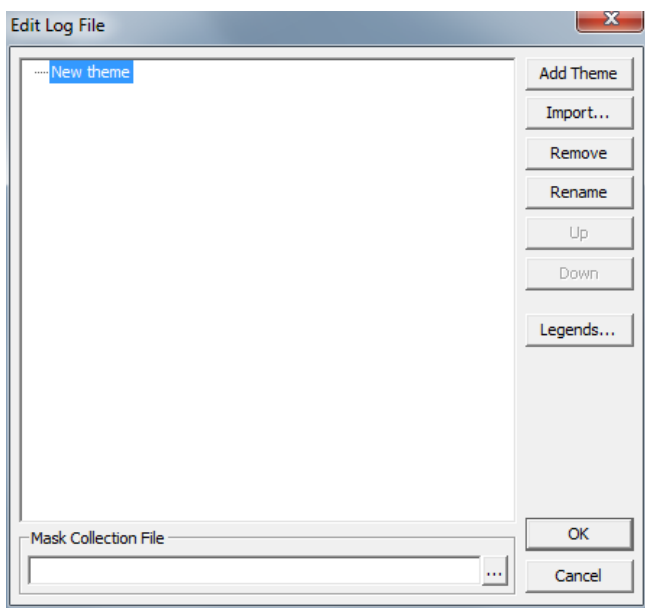 Edit Log File
New theme
Add Theme
Import...
Remove
Rename
Up
Down
Legends...
Mask Collection File
...
OK
Cancel